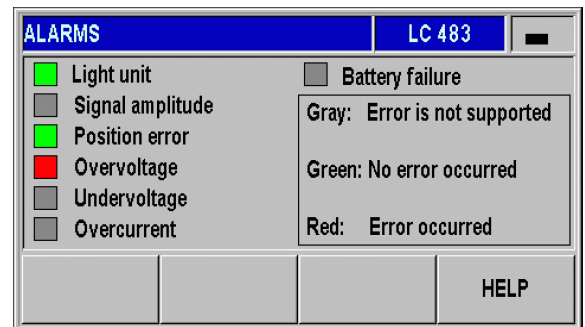 ALARMS LC 483
Light unit
Signal amplitude
Position error
Overvoltage
Undervoltage
Overcurrent
Battery failure
Gray: Error is not supported
Green: No error occurred
Red: Error occurred
HELP